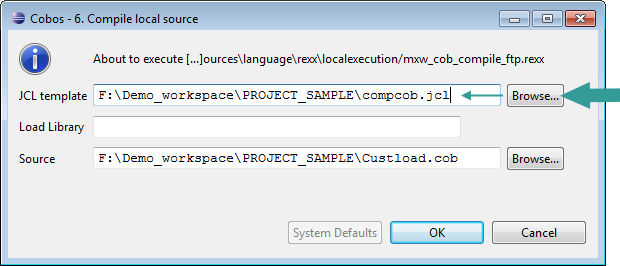 Cobos - 6. Compile local source
About to execute [...]ources\language\rexx\localexecution/mxw_cob_compile_ftp.rexx
JCL template F:\Demo_workspace\PROJECT_SAMPLE\compcob.jcl Browse...
Load Library
Source F:\Demo_workspace\PROJECT_SAMPLE\Custload.cob Browse...
System Defaults OK Cancel